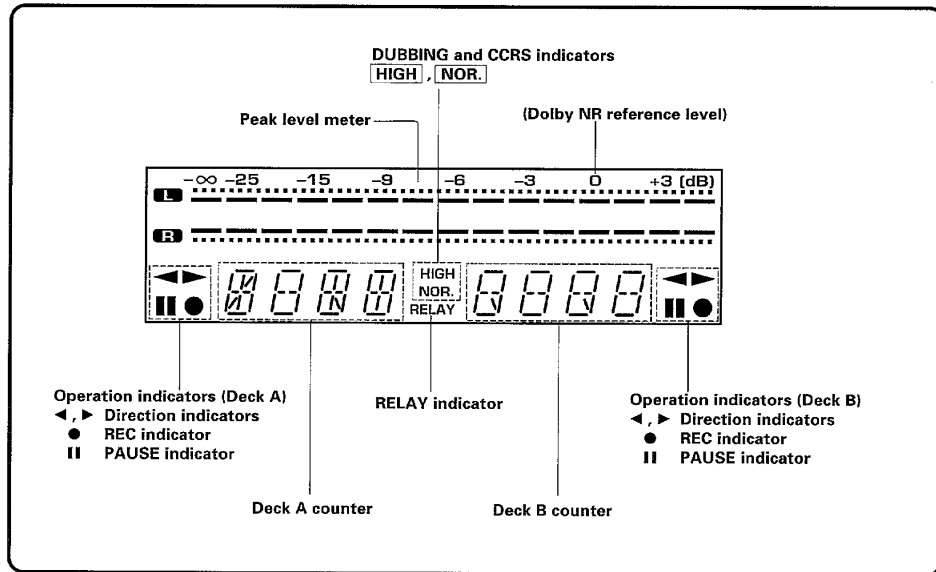 DUBBING and CCRS indicators
HIGH , NOR.
Peak level meter
(Dolby NR reference level)
-∞ -25 -15 -9 -6 -3 0 +3 (dB)
L
R
HIGH
NOR.
RELAY
Operation indicators (Deck A)
◄ , ► Direction indicators
● REC indicator
II PAUSE indicator
RELAY indicator
Operation indicators (Deck B)
◄ , ► Direction indicators
● REC indicator
II PAUSE indicator
Deck A counter
Deck B counter